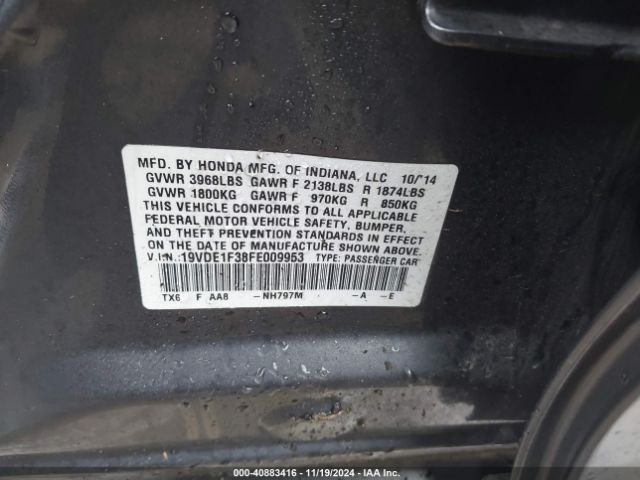 MFD. BY HONDA MFG. OF INDIANA, LLC 10/'14
GVWR 3968LBS GAWR F 2138LBS R 1874LBS
GVWR 1800KG GAWR F 970KG R 850KG
THIS VEHICLE CONFORMS TO ALL APPLICABLE
FEDERAL MOTOR VEHICLE SAFETY, BUMPER,
AND THEFT PREVENTION STANDARDS IN EFFECT
ON THE DATE OF MANUFACTURE SHOWN ABOVE.
V.I.N.:19VDE1F38FE009953 TYPE: PASSENGER CAR
TX6 F AA8 -NH797M -A -E
000-40883416 - 11/19/2024 - IAA Inc.